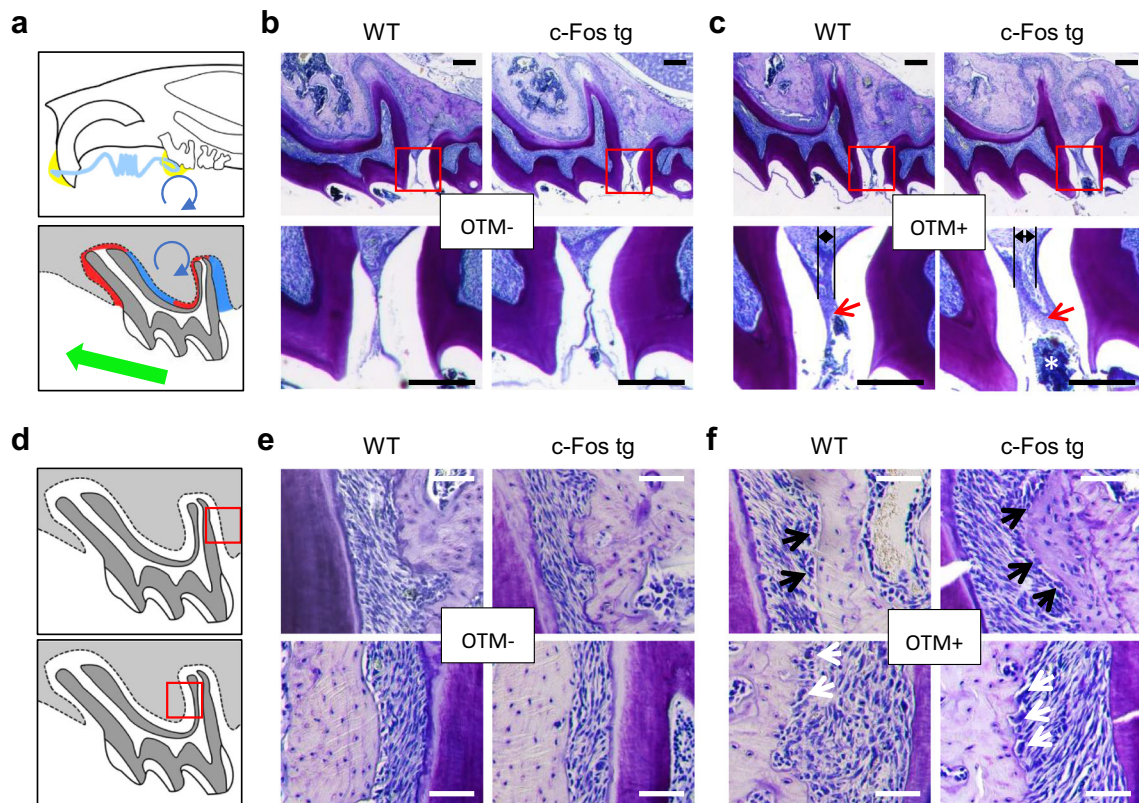 a
b
WT
c-Fos tg
OTM-
c
WT
c-Fos tg
OTM+
*
d
e
WT
c-Fos tg
OTM-
f
WT
c-Fos tg
OTM+